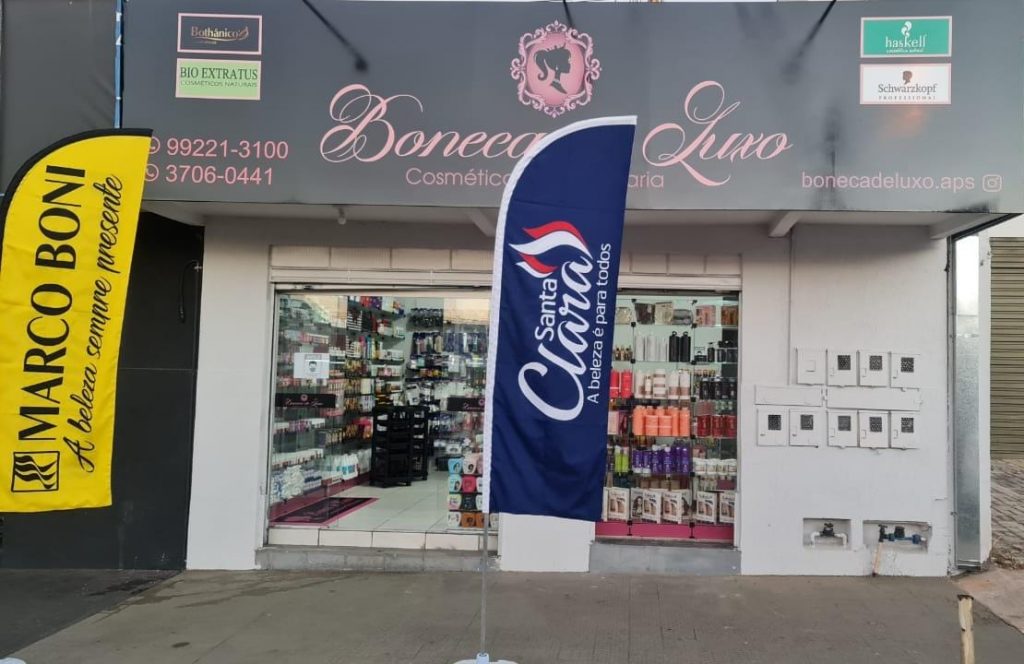 Bothânico
BIO EXTRATUS
COSMÉTICOS NATURAIS
99221-3100
3706-0441
Boneca Luxo
Cosmétic aria
haskell
Schwarzkopf
PROFESSIONAL
bonecadeluxo.aps
MARCO BONI
A beleza sempre presente
Santa
Clara
A beleza é para todos